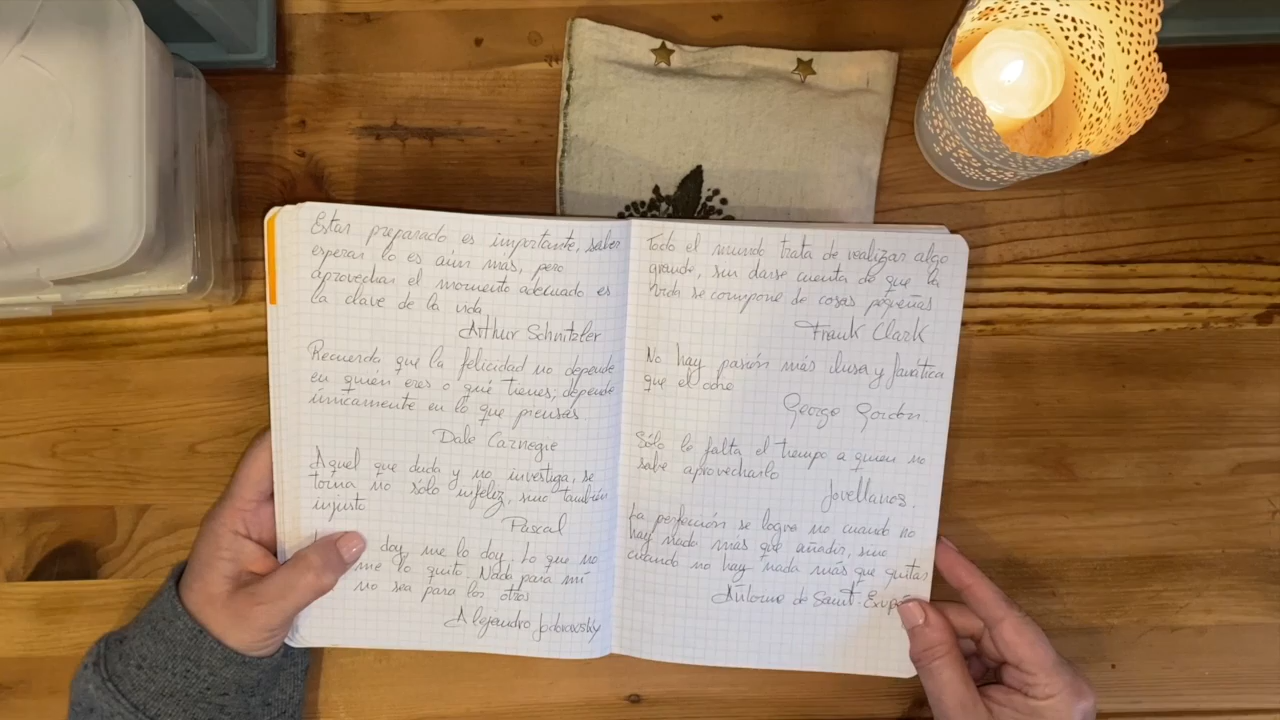 Estar preparado es importante, saber
esperar lo es aún más, pero
aprovechar el momento adecuado es
la clave de la vida
Arthur Schnitzler
Recuerda que la felicidad no depende
en quién eres o qué tienes; depende
únicamente en lo que piensas
Dale Carnegie
Aquel que duda y no investiga, se
torna no sólo infeliz, sino también
injusto
Pascal
doy, me lo doy. Lo que no
me lo quito. Nada para mí
no sea para los otros
Alejandro Jodorowsky
Todo el mundo trata de realizar algo
grande, sin darse cuenta de que la
vida se compone de cosas pequeñas
Frank Clark
No hay pasión más ilusa y fanática
que el odio
George Gordon.
Sólo le falta el tiempo a quien no
sabe aprovecharlo
Jovellanos.
La perfección se logra no cuando no
hay nada más que añadir, sino
cuando no hay nada más que quitar
Antoine de Saint-Exup